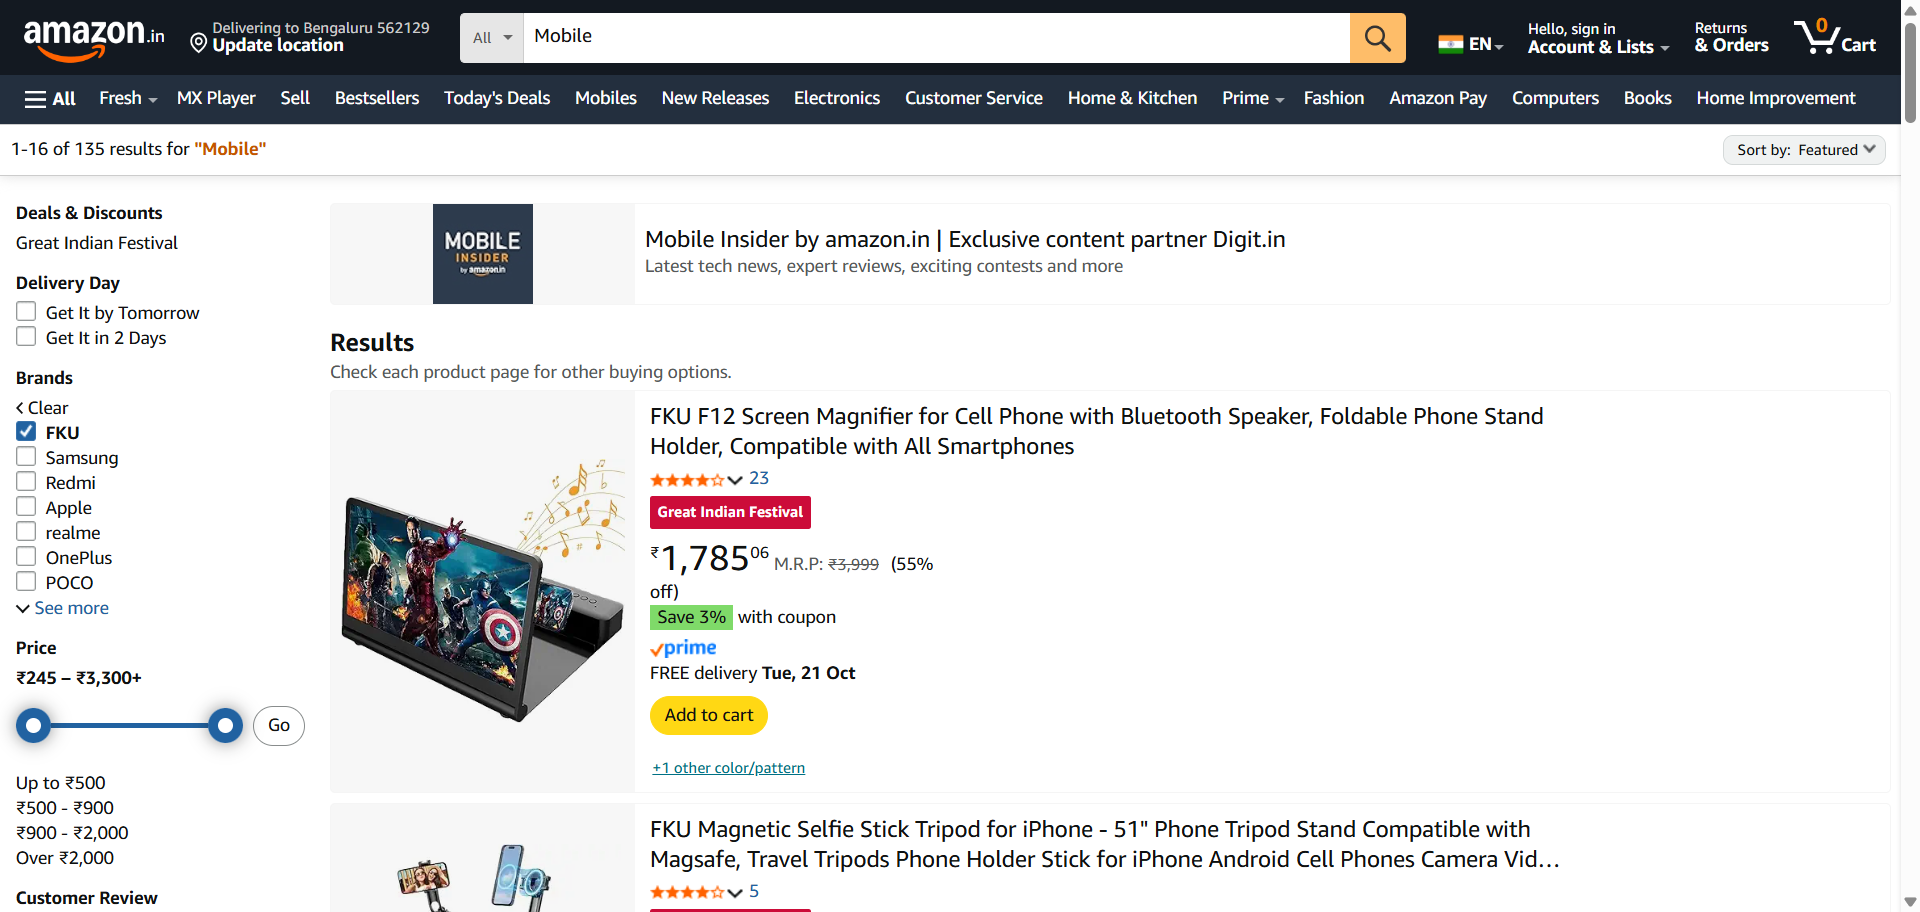 amazon.in
Delivering to Bengaluru 562129
Update location
All
Mobile
EN
Hello, sign in
Account & Lists
Returns
& Orders
0
Cart
All
Fresh
MX Player
Sell
Bestsellers
Today's Deals
Mobiles
New Releases
Electronics
Customer Service
Home & Kitchen
Prime
Fashion
Amazon Pay
Computers
Books
Home Improvement
1-16 of 135 results for "Mobile"
Sort by: Featured
Deals & Discounts
Great Indian Festival
Delivery Day
Get It by Tomorrow
Get It in 2 Days
Brands
Clear
FKU
Samsung
Redmi
Apple
realme
OnePlus
POCO
See more
Price
₹245 – ₹3,300+
Go
Up to ₹500
₹500 - ₹900
₹900 - ₹2,000
Over ₹2,000
Customer Review
MOBILE
INSIDER
by amazon.in
Mobile Insider by amazon.in | Exclusive content partner Digit.in
Latest tech news, expert reviews, exciting contests and more
Results
Check each product page for other buying options.
FKU F12 Screen Magnifier for Cell Phone with Bluetooth Speaker, Foldable Phone Stand
Holder, Compatible with All Smartphones
23
Great Indian Festival
₹1,78506 M.R.P: ₹3,999 (55%
off)
Save 3% with coupon
prime
FREE delivery Tue, 21 Oct
Add to cart
+1 other color/pattern
FKU Magnetic Selfie Stick Tripod for iPhone - 51" Phone Tripod Stand Compatible with
Magsafe, Travel Tripods Phone Holder Stick for iPhone Android Cell Phones Camera Vid…
5